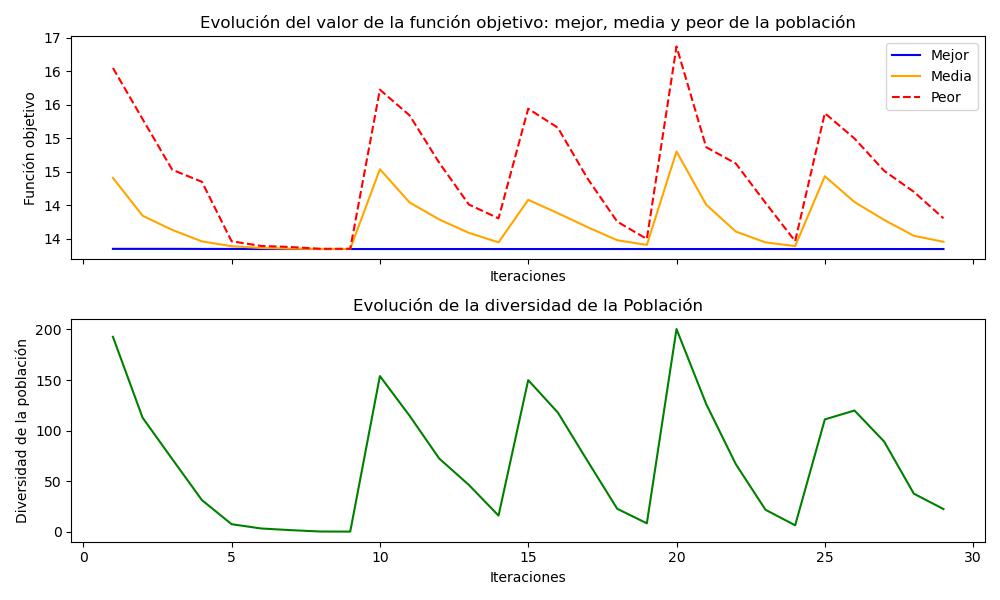 Evolución del valor de la función objetivo: mejor, media y peor de la población
Función objetivo
17
16
16
15
15
14
14
Mejor
Media
Peor
Iteraciones
Evolución de la diversidad de la Población
Diversidad de la población
200
150
100
50
0
0 5 10 15 20 25 30
Iteraciones